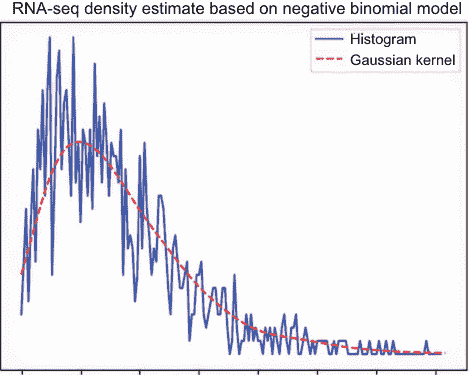 RNA-seq density estimate based on negative binomial model
Histogram
Gaussian kernel